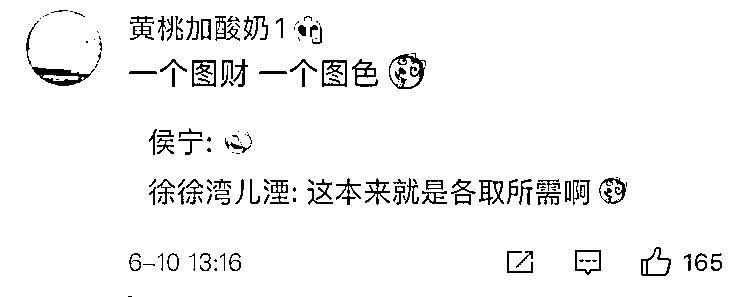 黄桃加酸奶1
一个图财 一个图色
侯宁:
徐徐湾儿湮: 这本来就是各取所需啊
6-10 13:16
165